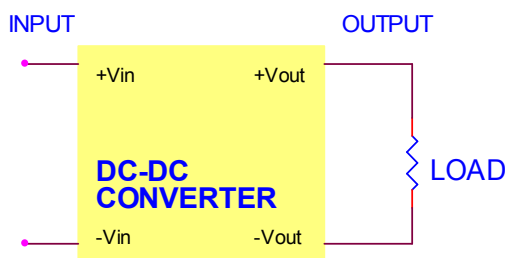 INPUT
OUTPUT
+Vin
+Vout
DC-DC
CONVERTER
LOAD
-Vin
-Vout